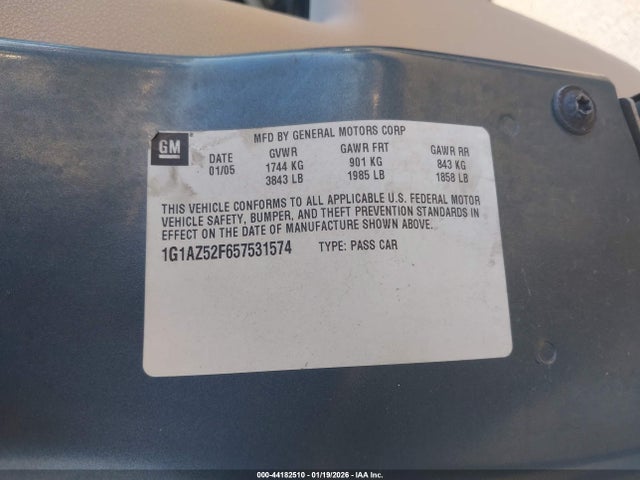 GM
MFD BY GENERAL MOTORS CORP
DATE GVWR GAWR FRT GAWR RR
01/05 1744 KG 901 KG 843 KG
3843 LB 1985 LB 1858 LB
THIS VEHICLE CONFORMS TO ALL APPLICABLE U.S. FEDERAL MOTOR
VEHICLE SAFETY, BUMPER, AND THEFT PREVENTION STANDARDS IN
EFFECT ON THE DATE OF MANUFACTURE SHOWN ABOVE.
1G1AZ52F657531574 TYPE: PASS CAR
000-44182510 - 01/19/2026 - IAA Inc.